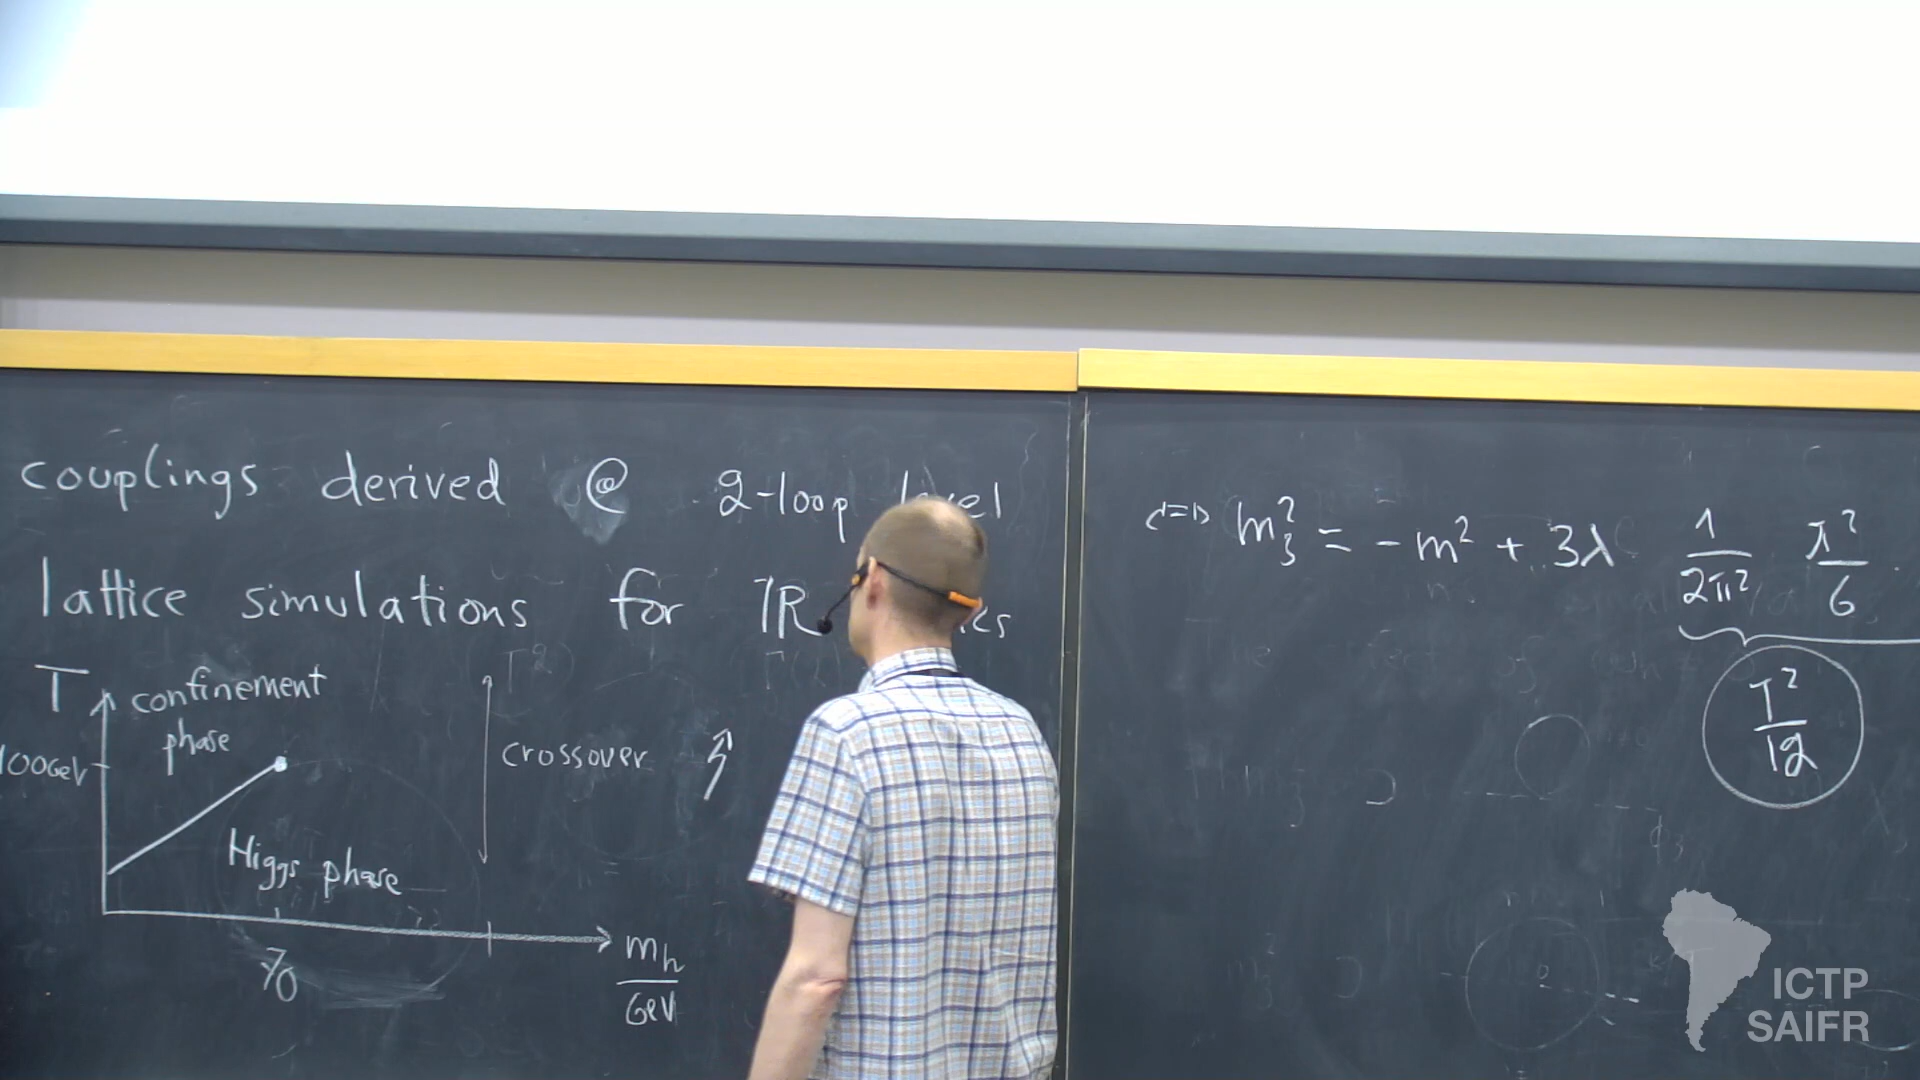 couplings derived @ 2-loop level
lattice simulations for IR
T
confinement
phase
100GeV
crossover
Higgs phase
70
m_h
GeV
<=> m_3^2 = -m^2 + 3λ 1/2π^2 π^2/6 .
T^2/12
ICTP
SAIFR